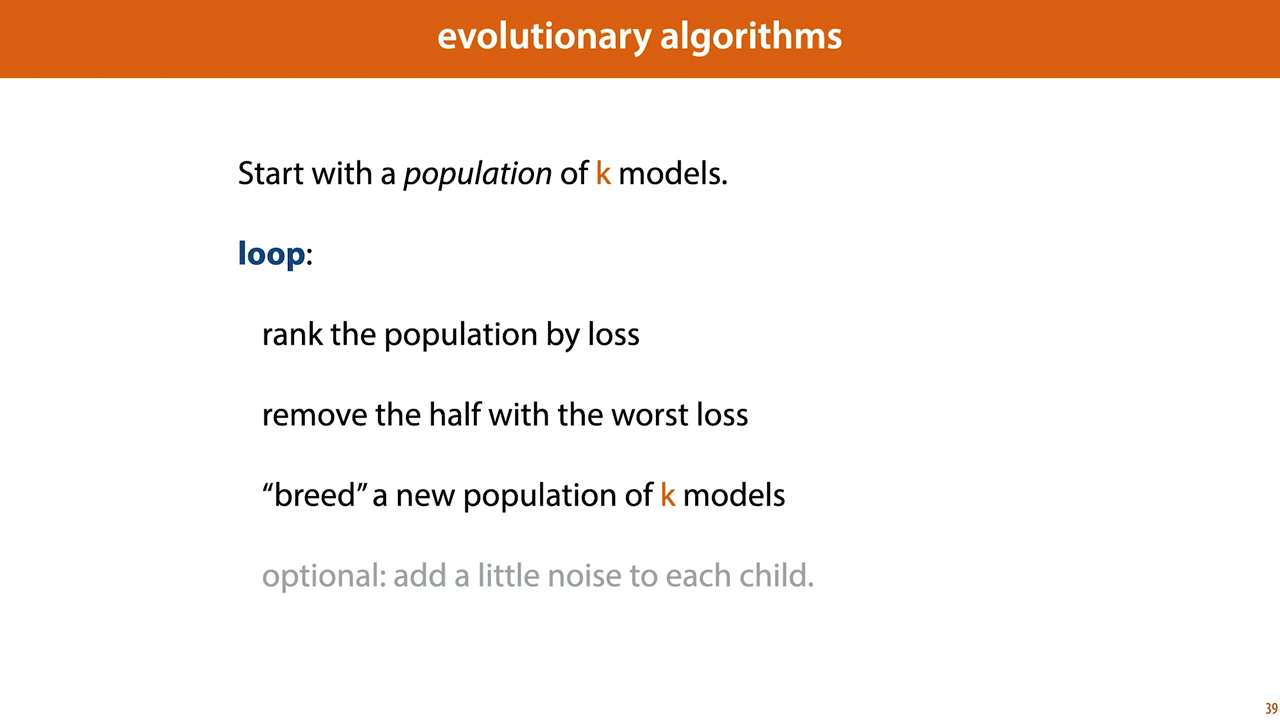 evolutionary algorithms
Start with a population of k models.
loop:
rank the population by loss
remove the half with the worst loss
“breed” a new population of k models
optional: add a little noise to each child.
39